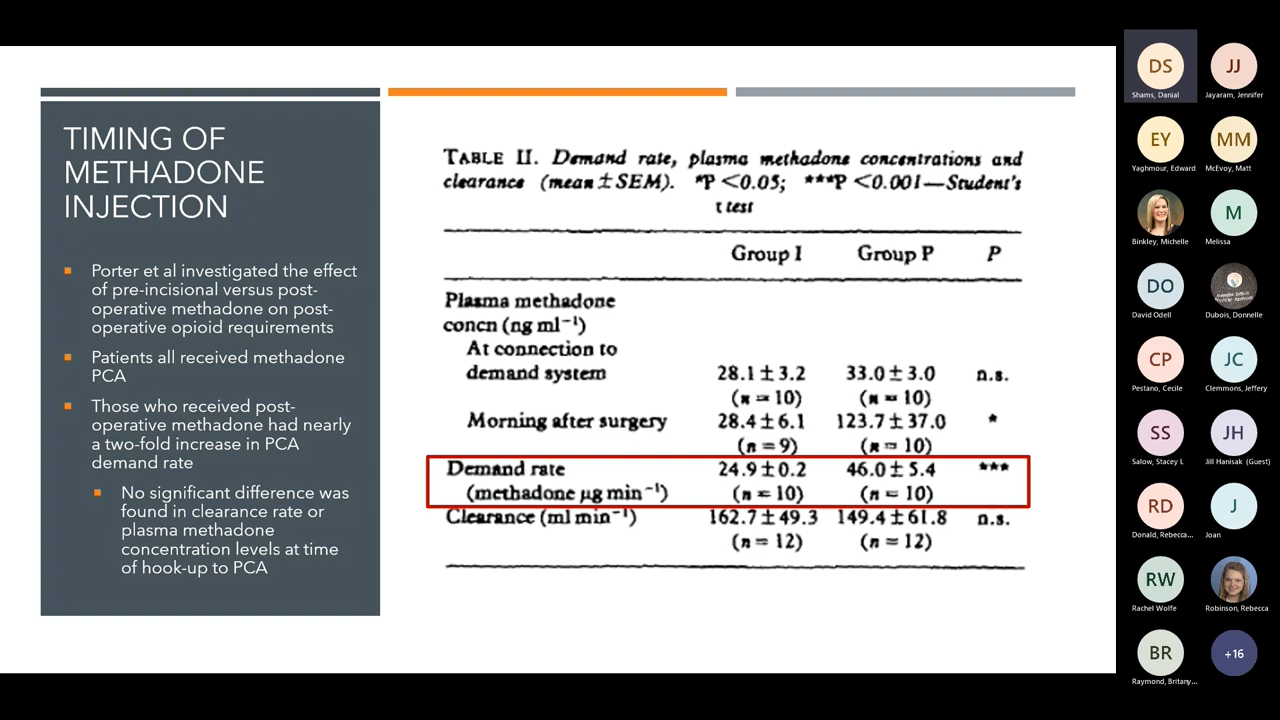 TIMING OF
METHADONE
INJECTION
Porter et al investigated the effect
of pre-incisional versus post-
operative methadone on post-
operative opioid requirements
Patients all received methadone
PCA
Those who received post-
operative methadone had nearly
a two-fold increase in PCA
demand rate
No significant difference was
found in clearance rate or
plasma methadone
concentration levels at time
of hook-up to PCA
TABLE II. Demand rate, plasma methadone concentrations and
clearance (mean ± SEM). *P <0.05; ***P <0.001—Student's
t test
Group I Group P P
Plasma methadone
concn (ng ml⁻¹)
At connection to
demand system 28.1 ± 3.2 33.0 ± 3.0 n.s.
(n = 10) (n = 10)
Morning after surgery 28.4 ± 6.1 123.7 ± 37.0 *
(n = 9) (n = 10)
Demand rate 24.9 ± 0.2 46.0 ± 5.4 ***
(methadone µg min⁻¹) (n = 10) (n = 10)
Clearance (ml min⁻¹) 162.7 ± 49.3 149.4 ± 61.8 n.s.
(n = 12) (n = 12)
DS JJ
Shams, Danial Jayaram, Jennifer
EY MM
Yaghmour, Edward McEvoy, Matt
M
Binkley, Michelle Melissa
DO
David Odell Dubois, Donnelle
CP JC
Pestano, Cecile Clemmons, Jeffery
SS JH
Salow, Stacey L Jill Hanisak (Guest)
RD J
Donald, Rebecca... Joan
RW
Rachel Wolfe Robinson, Rebecca
BR +16
Raymond, Britany...